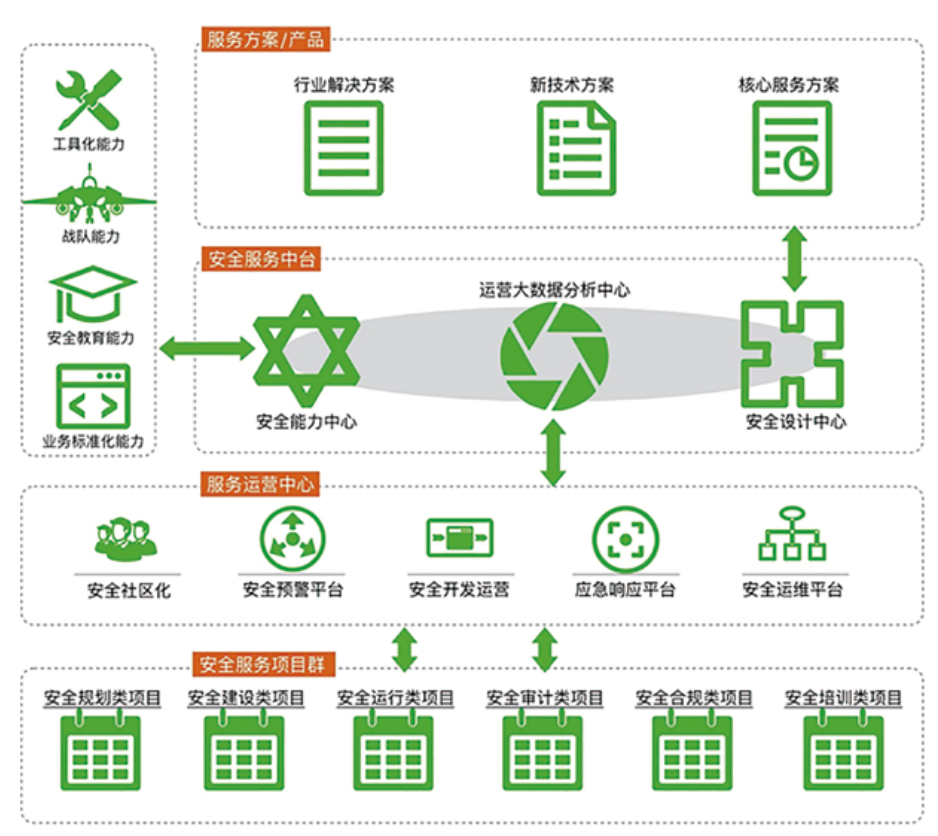 服务方案/产品
行业解决方案
新技术方案
核心服务方案
工具化能力
战队能力
安全教育能力
业务标准化能力
安全服务中台
运营大数据分析中心
安全能力中心
安全设计中心
服务运营中心
安全社区化
安全预警平台
安全开发运营
应急响应平台
安全运维平台
安全服务项目群
安全规划类项目
安全建设类项目
安全运行类项目
安全审计类项目
安全合规类项目
安全培训类项目